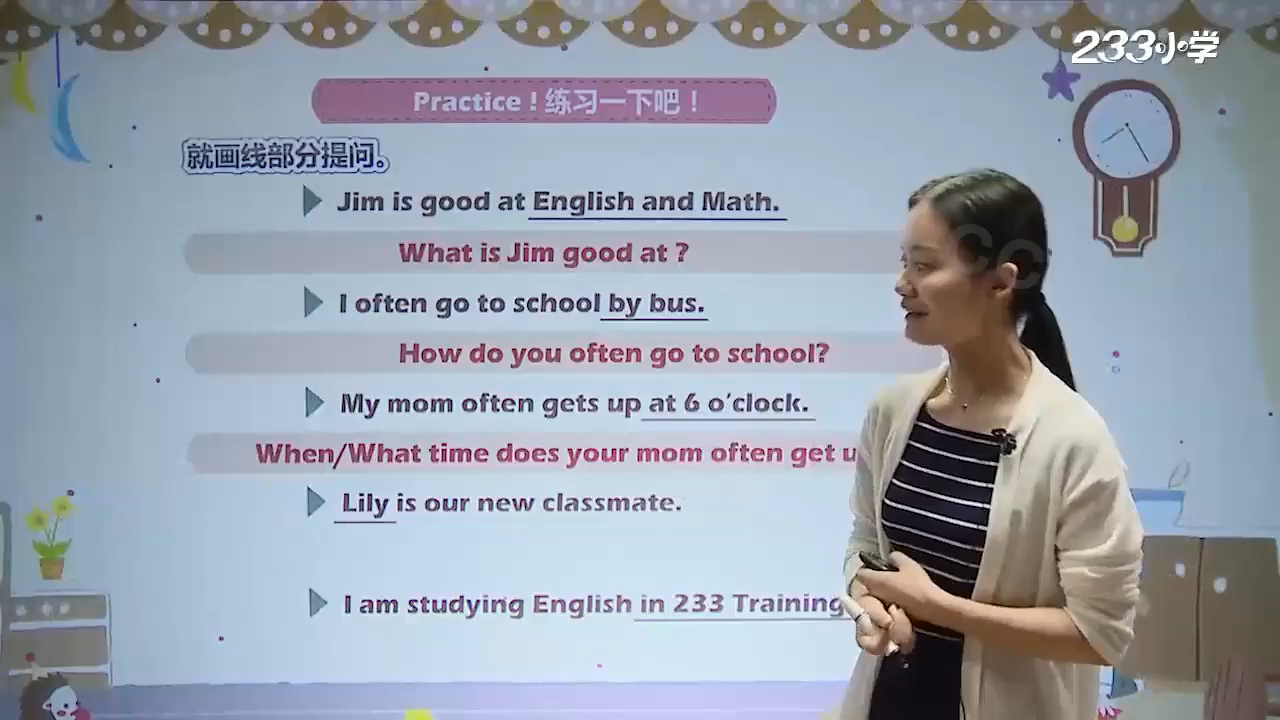 233小学
Practice ! 练习一下吧！
就画线部分提问。
Jim is good at English and Math.
What is Jim good at ?
I often go to school by bus.
How do you often go to school?
My mom often gets up at 6 o'clock.
When/What time does your mom often get
Lily is our new classmate.
I am studying English in 233 Training